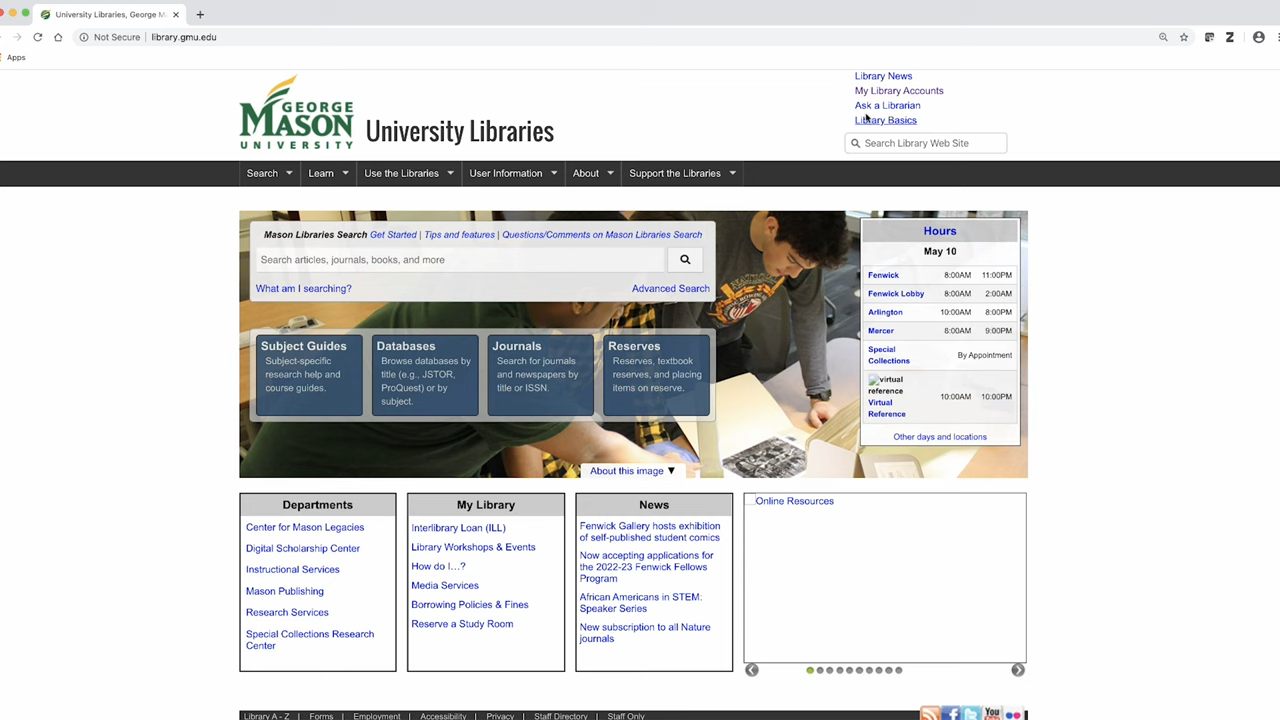 University Libraries, George M
Not Secure | library.gmu.edu
Apps
GEORGE
MASON
UNIVERSITY
University Libraries
Library News
My Library Accounts
Ask a Librarian
Library Basics
Search Library Web Site
Search
Learn
Use the Libraries
User Information
About
Support the Libraries
Mason Libraries Search Get Started | Tips and features | Questions/Comments on Mason Libraries Search
Search articles, journals, books, and more
What am I searching?
Advanced Search
Subject Guides
Subject-specific
research help and
course guides.
Databases
Browse databases by
title (e.g., JSTOR,
ProQuest) or by
subject.
Journals
Search for journals
and newspapers by
title or ISSN.
Reserves
Reserves, textbook
reserves, and placing
items on reserve.
About this image ▼
Hours
May 10
Fenwick 8:00AM 11:00PM
Fenwick Lobby 8:00AM 2:00AM
Arlington 10:00AM 8:00PM
Mercer 8:00AM 9:00PM
Special
Collections
By Appointment
virtual
reference
Virtual
Reference
10:00AM 10:00PM
Other days and locations
Departments
Center for Mason Legacies
Digital Scholarship Center
Instructional Services
Mason Publishing
Research Services
Special Collections Research
Center
My Library
Interlibrary Loan (ILL)
Library Workshops & Events
How do I...?
Media Services
Borrowing Policies & Fines
Reserve a Study Room
News
Fenwick Gallery hosts exhibition
of self-published student comics
Now accepting applications for
the 2022-23 Fenwick Fellows
Program
African Americans in STEM:
Speaker Series
New subscription to all Nature
journals
Online Resources
Library A - Z | Forms | Employment | Accessibility | Privacy | Staff Directory | Staff Only
You